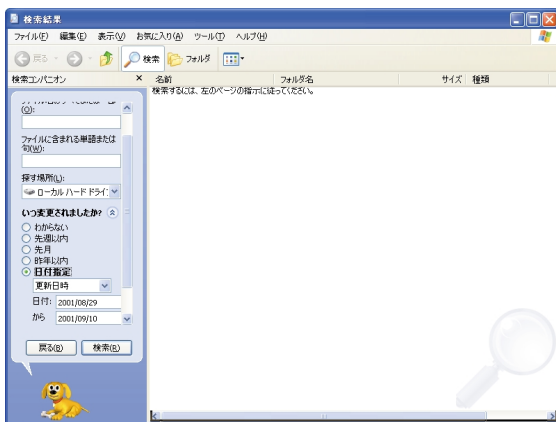 検索結果
ファイル(F) 編集(E) 表示(V) お気に入り(A) ツール(T) ヘルプ(H)
戻る 検索 フォルダ
検索コンパニオン × 名前 フォルダ名 サイズ 種類
検索するには、左のページの指示に従ってください。
(O):
ファイルに含まれる単語または
句(W):
探す場所(L):
ローカル ハード ドライ
いつ変更されましたか?
わからない
先週以内
先月
昨年以内
日付指定
更新日時
日付: 2001/08/29
から 2001/09/10
戻る(B) 検索(R)